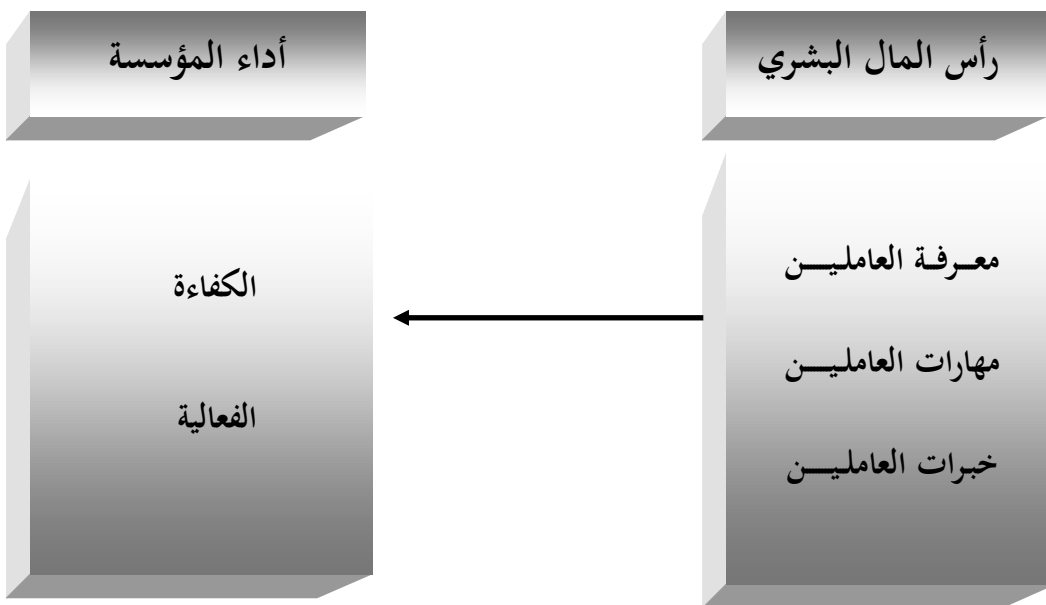 رأس المال البشري
معـرفـة العامليـــن
مهارات العامليـــن
خبرات العامليـــن
أداء المؤسسة
الكفاءة
الفعالية